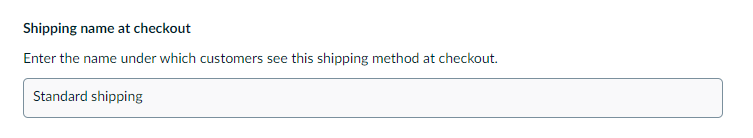 Shipping name at checkout
Enter the name under which customers see this shipping method at checkout.
Standard shipping